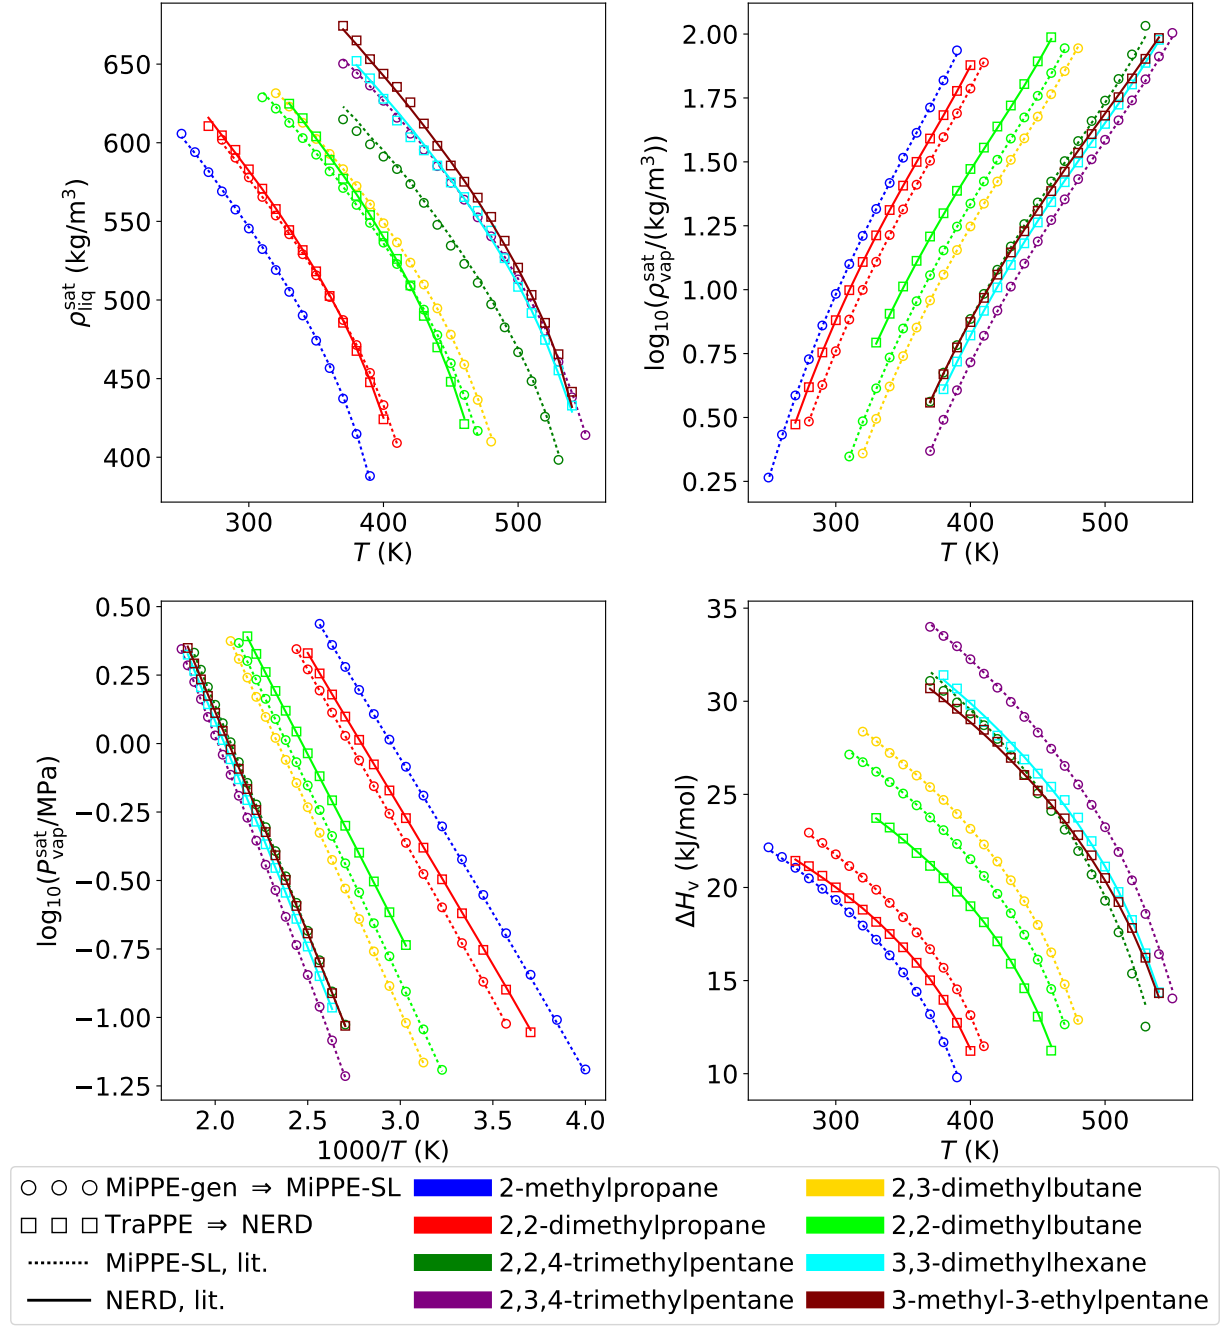 650
600
550
500
450
400
300
400
500
T (K)
ρ_liq^sat (kg/m³)
2.00
1.75
1.50
1.25
1.00
0.75
0.50
0.25
300
400
500
T (K)
log₁₀(ρ_vap^sat/(kg/m³))
0.50
0.25
0.00
−0.25
−0.50
−0.75
−1.00
−1.25
2.0
2.5
3.0
3.5
4.0
1000/T (K)
log₁₀(P_vap^sat/MPa)
35
30
25
20
15
10
300
400
500
T (K)
ΔH_v (kJ/mol)
MiPPE-gen ⇒ MiPPE-SL
TraPPE ⇒ NERD
MiPPE-SL, lit.
NERD, lit.
2-methylpropane
2,2-dimethylpropane
2,2,4-trimethylpentane
2,3,4-trimethylpentane
2,3-dimethylbutane
2,2-dimethylbutane
3,3-dimethylhexane
3-methyl-3-ethylpentane